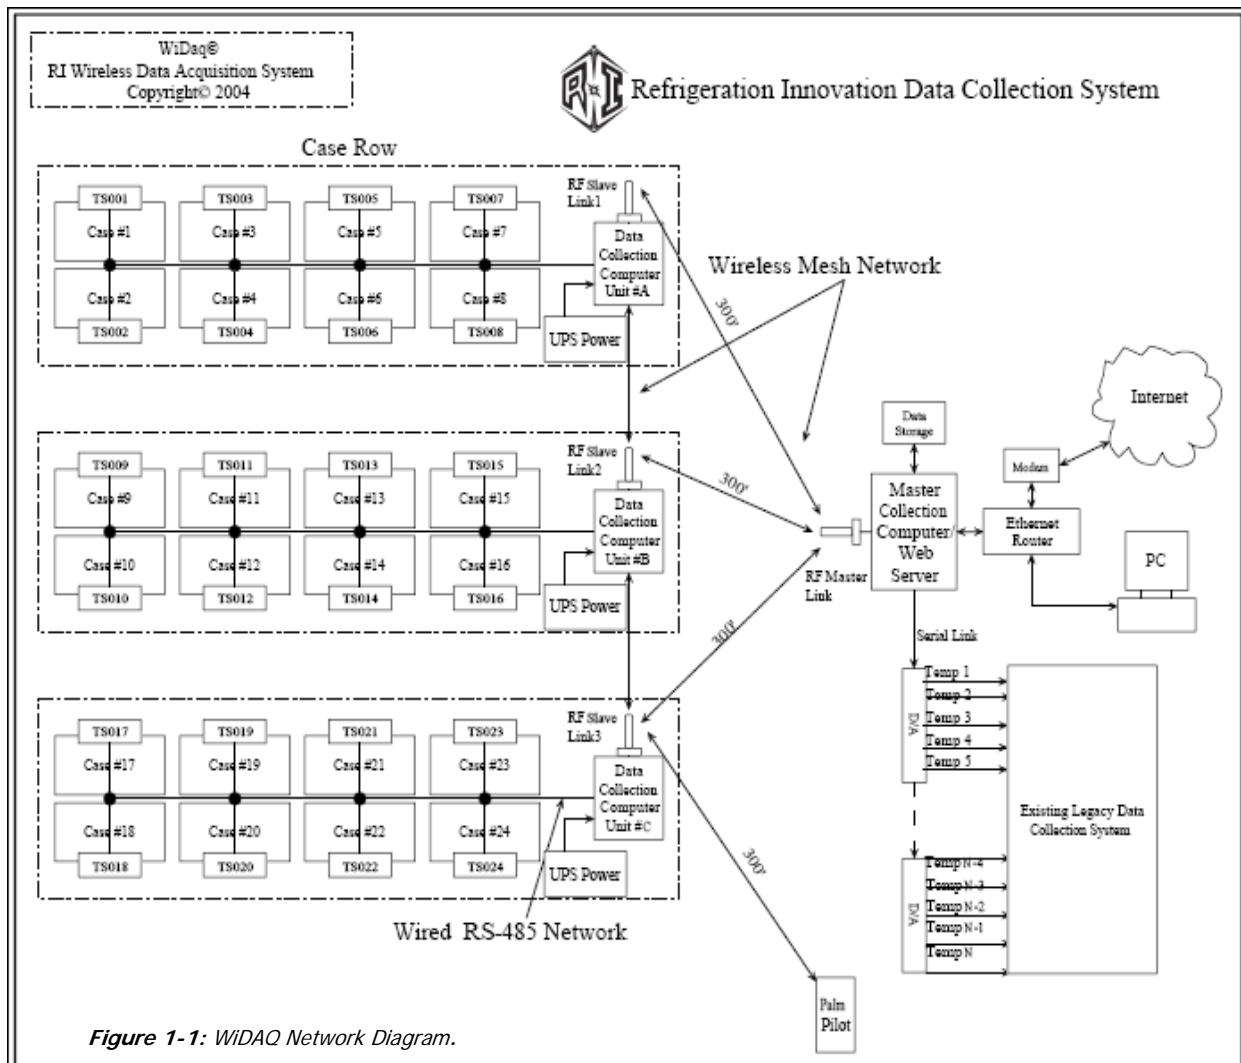 WiDaq©
RI Wireless Data Acquisition System
Copyright© 2004
RI
Refrigeration Innovation Data Collection System
Case Row
TS001
TS003
TS005
TS007
Case #1
Case #3
Case #5
Case #7
Case #2
Case #4
Case #6
Case #8
TS002
TS004
TS006
TS008
RF Slave
Link1
Data
Collection
Computer
Unit #A
UPS Power
Wireless Mesh Network
300'
TS009
TS011
TS013
TS015
Case #9
Case #11
Case #13
Case #15
Case #10
Case #12
Case #14
Case #16
TS010
TS012
TS014
TS016
RF Slave
Link2
Data
Collection
Computer
Unit #B
UPS Power
300'
TS017
TS019
TS021
TS023
Case #17
Case #19
Case #21
Case #23
Case #18
Case #20
Case #22
Case #24
TS018
TS020
TS022
TS024
RF Slave
Link3
Data
Collection
Computer
Unit #C
UPS Power
300'
300'
Wired RS-485 Network
Palm
Pilot
RF Master
Link
Data
Storage
Master
Collection
Computer/
Web
Server
Ethernet
Router
Modem
Internet
PC
Serial Link
D/A
Temp 1
Temp 2
Temp 3
Temp 4
Temp 5
D/A
Temp N-4
Temp N-3
Temp N-2
Temp N-1
Temp N
Existing Legacy Data
Collection System
Figure 1-1: WiDAQ Network Diagram.